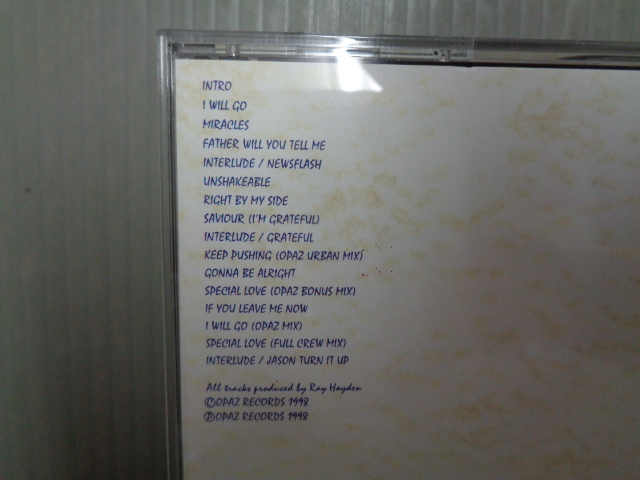 INTRO
I WILL GO
MIRACLES
FATHER WILL YOU TELL ME
INTERLUDE / NEWSFLASH
UNSHAKEABLE
RIGHT BY MY SIDE
SAVIOUR (I'M GRATEFUL)
INTERLUDE / GRATEFUL
KEEP PUSHING (OPAZ URBAN MIX)
GONNA BE ALRIGHT
SPECIAL LOVE (OPAZ BONUS MIX)
IF YOU LEAVE ME NOW
I WILL GO (OPAZ MIX)
SPECIAL LOVE (FULL CREW MIX)
INTERLUDE / JASON TURN IT UP
All tracks produced by Ray Hayden
©OPAZ RECORDS 1998
℗OPAZ RECORDS 1998